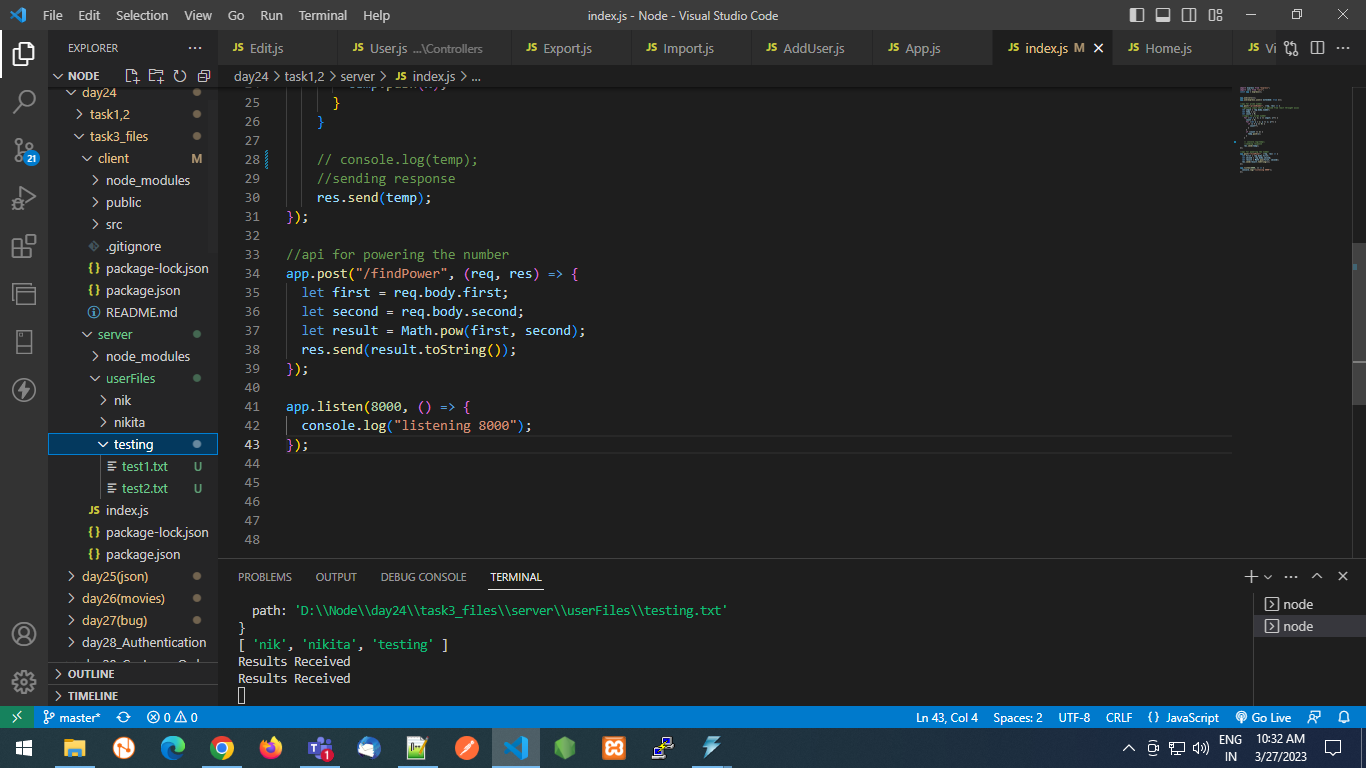 File Edit Selection View Go Run Terminal Help
index.js - Node - Visual Studio Code
EXPLORER
Edit.js
User.js ...\Controllers
Export.js
Import.js
AddUser.js
App.js
index.js M
Home.js
Vi
NODE
day24 > task1,2 > server > JS index.js > ...
day24
task1,2
task3_files
client M
node_modules
public
src
.gitignore
package-lock.json
package.json
README.md
server
node_modules
userFiles
nik
nikita
testing
test1.txt U
test2.txt U
index.js
package-lock.json
package.json
day25(json)
day26(movies)
day27(bug)
day28_Authentication
OUTLINE
TIMELINE
21
25 }
26 }
27
28 // console.log(temp);
29 //sending response
30 res.send(temp);
31 });
32
33 //api for powering the number
34 app.post("/findPower", (req, res) => {
35 let first = req.body.first;
36 let second = req.body.second;
37 let result = Math.pow(first, second);
38 res.send(result.toString());
39 });
40
41 app.listen(8000, () => {
42 console.log("listening 8000");
43 });
44
45
46
47
48
PROBLEMS OUTPUT DEBUG CONSOLE TERMINAL
path: 'D:\\Node\\day24\\task3_files\\server\\userFiles\\testing.txt'
}
[ 'nik', 'nikita', 'testing' ]
Results Received
Results Received
node
node
master* 0 0
Ln 43, Col 4 Spaces: 2 UTF-8 CRLF {} JavaScript Go Live
1
ENG
IN
10:32 AM
3/27/2023